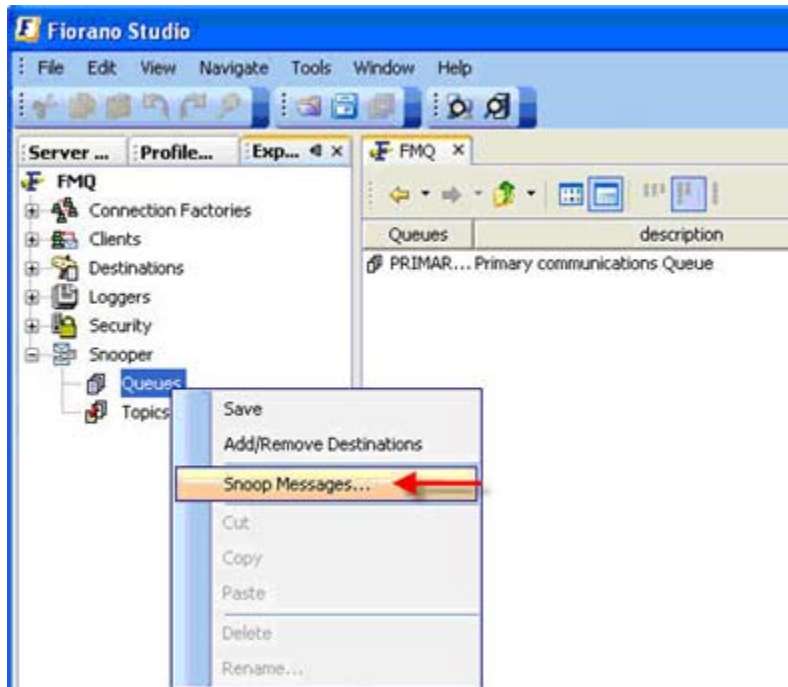 Fiorano Studio
File Edit View Navigate Tools Window Help
Server ... Profile... Exp...
FMQ
FMQ
Connection Factories
Clients
Destinations
Loggers
Security
Snooper
Queues
Topics
Queues description
PRIMAR... Primary communications Queue
Save
Add/Remove Destinations
Snoop Messages...
Cut
Copy
Paste
Delete
Rename...